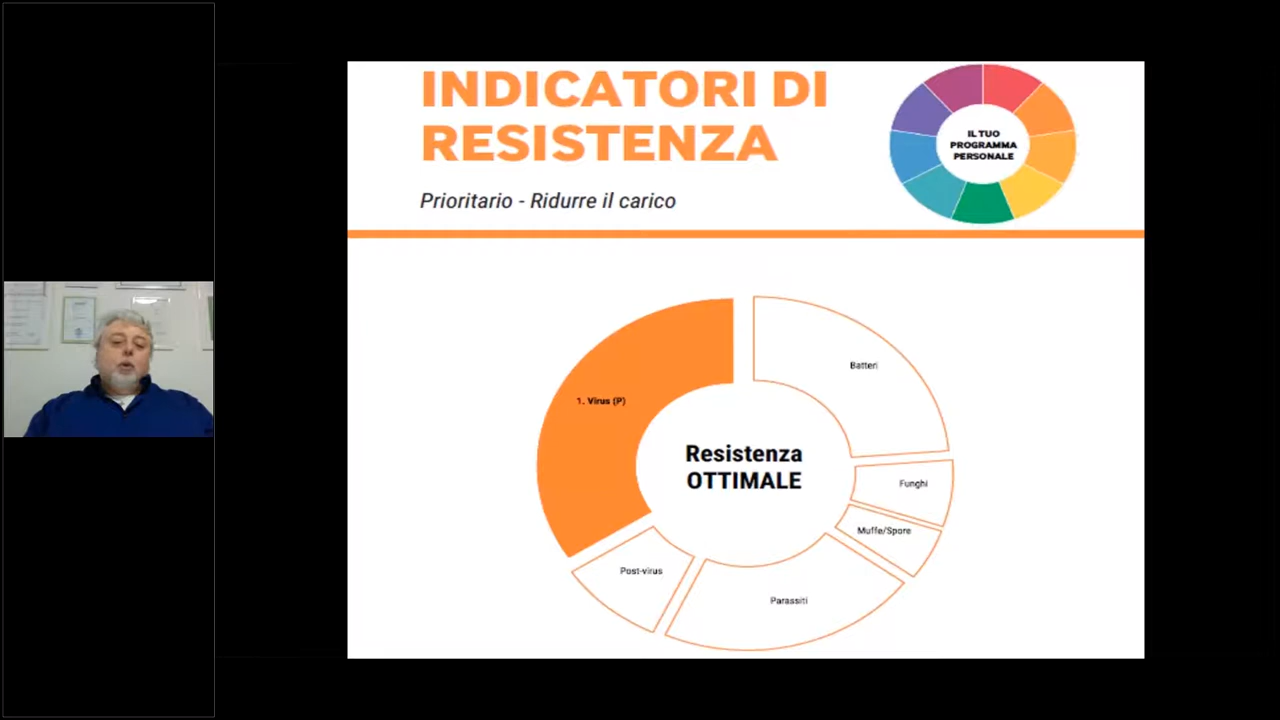 INDICATORI DI
RESISTENZA
Prioritario - Ridurre il carico
IL TUO
PROGRAMMA
PERSONALE
Batteri
1. Virus (P)
Resistenza
OTTIMALE
Funghi
Muffe/Spore
Post-virus
Parassiti